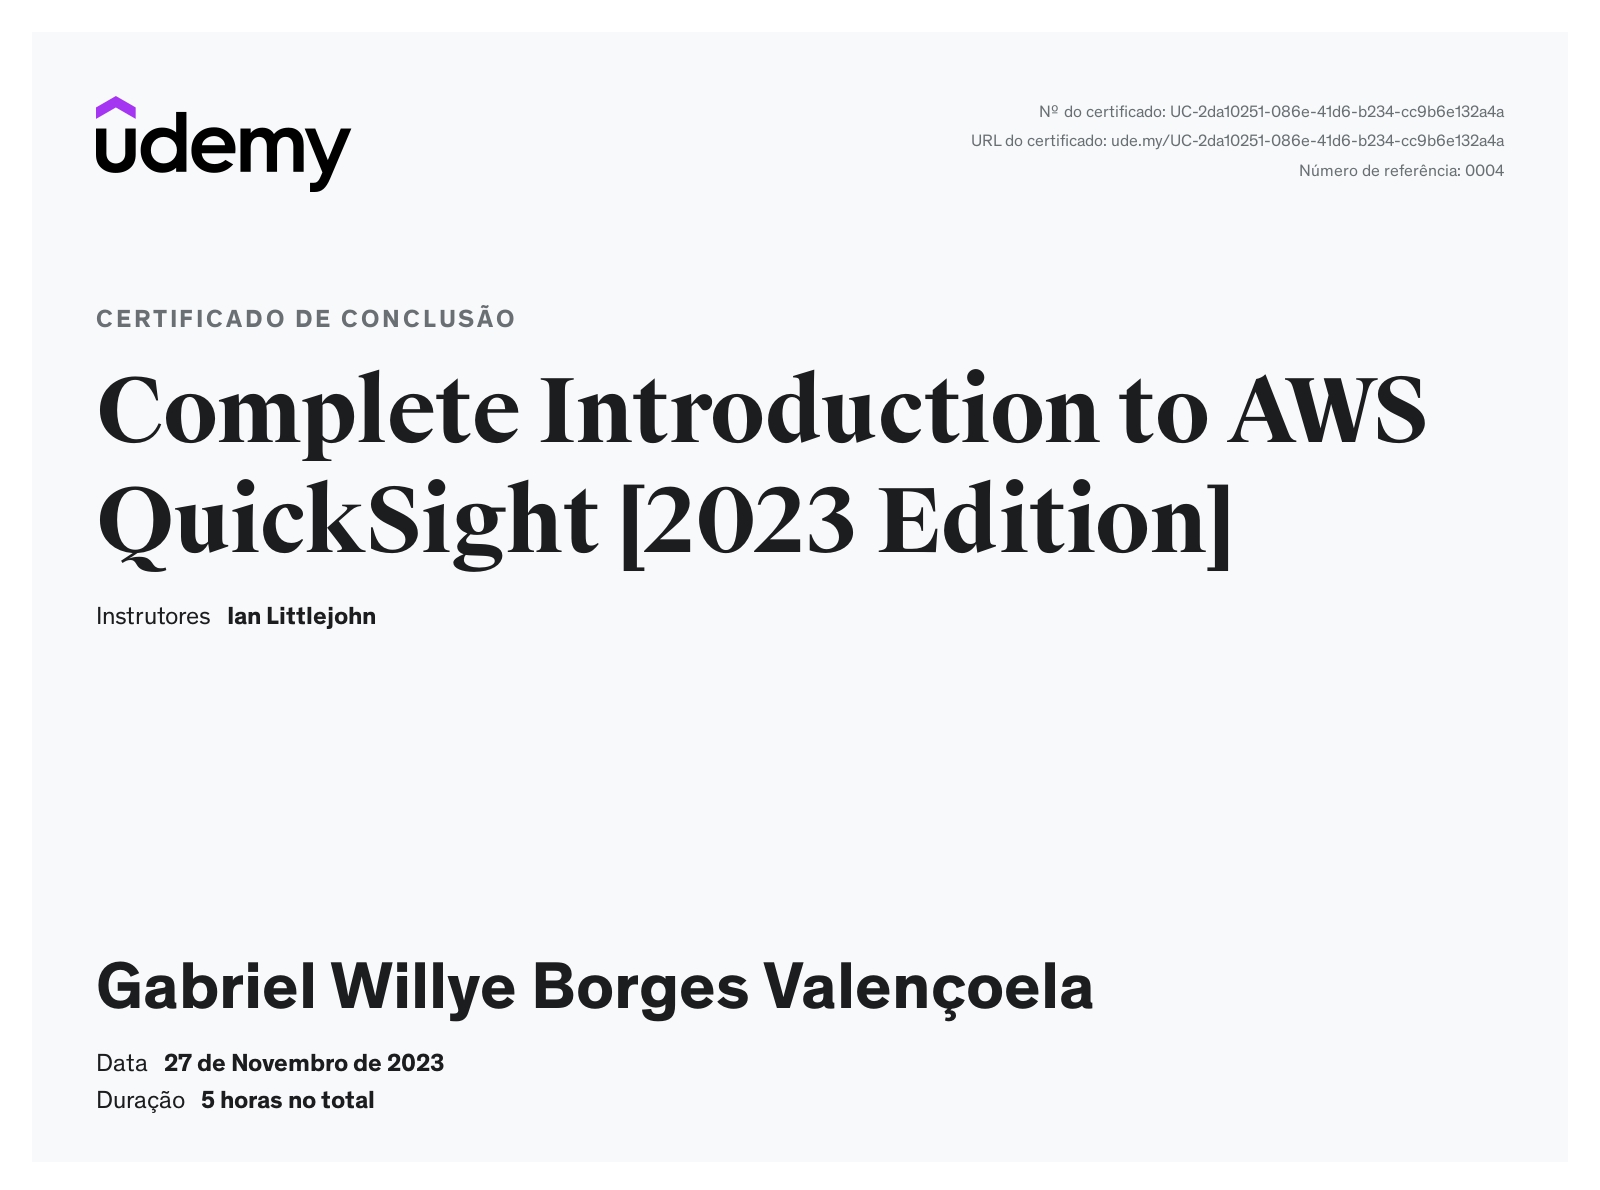 udemy
Nº do certificado: UC-2da10251-086e-41d6-b234-cc9b6e132a4a
URL do certificado: ude.my/UC-2da10251-086e-41d6-b234-cc9b6e132a4a
Número de referência: 0004
CERTIFICADO DE CONCLUSÃO
Complete Introduction to AWS
QuickSight [2023 Edition]
Instrutores Ian Littlejohn
Gabriel Willye Borges Valençoela
Data 27 de Novembro de 2023
Duração 5 horas no total